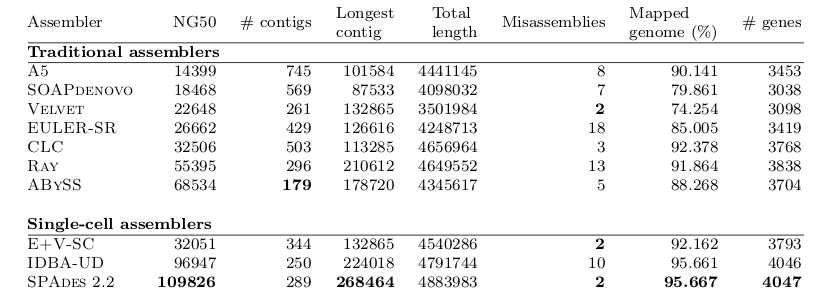 Assembler NG50 # contigs Longest contig Total length Misassemblies Mapped genome (%) # genes
Traditional assemblers
A5 14399 745 101584 4441145 8 90.141 3453
SOAPdenovo 18468 569 87533 4098032 7 79.861 3038
Velvet 22648 261 132865 3501984 2 74.254 3098
EULER-SR 26662 429 126616 4248713 18 85.005 3419
CLC 32506 503 113285 4656964 3 92.378 3768
Ray 55395 296 210612 4649552 13 91.864 3838
ABySS 68534 179 178720 4345617 5 88.268 3704
Single-cell assemblers
E+V-SC 32051 344 132865 4540286 2 92.162 3793
IDBA-UD 96947 250 224018 4791744 10 95.661 4046
SPAdes 2.2 109826 289 268464 4883983 2 95.667 4047